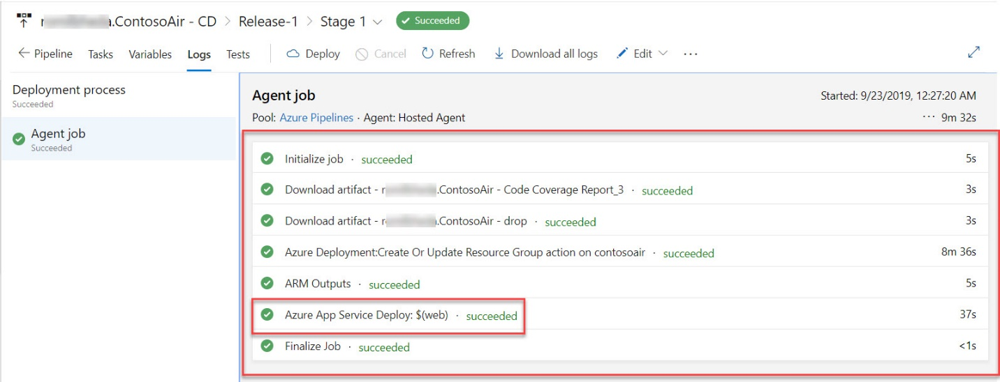 .ContosoAir - CD > Release-1 > Stage 1 Succeeded
Pipeline Tasks Variables Logs Tests Deploy Cancel Refresh Download all logs Edit ...
Deployment process
Succeeded
Agent job
Succeeded
Agent job Started: 9/23/2019, 12:27:20 AM
Pool: Azure Pipelines · Agent: Hosted Agent ... 9m 32s
Initialize job · succeeded 5s
Download artifact - .ContosoAir - Code Coverage Report_3 · succeeded 3s
Download artifact - .ContosoAir - drop · succeeded 3s
Azure Deployment:Create Or Update Resource Group action on contosoair · succeeded 8m 36s
ARM Outputs · succeeded 5s
Azure App Service Deploy: $(web) · succeeded 37s
Finalize Job · succeeded <1s